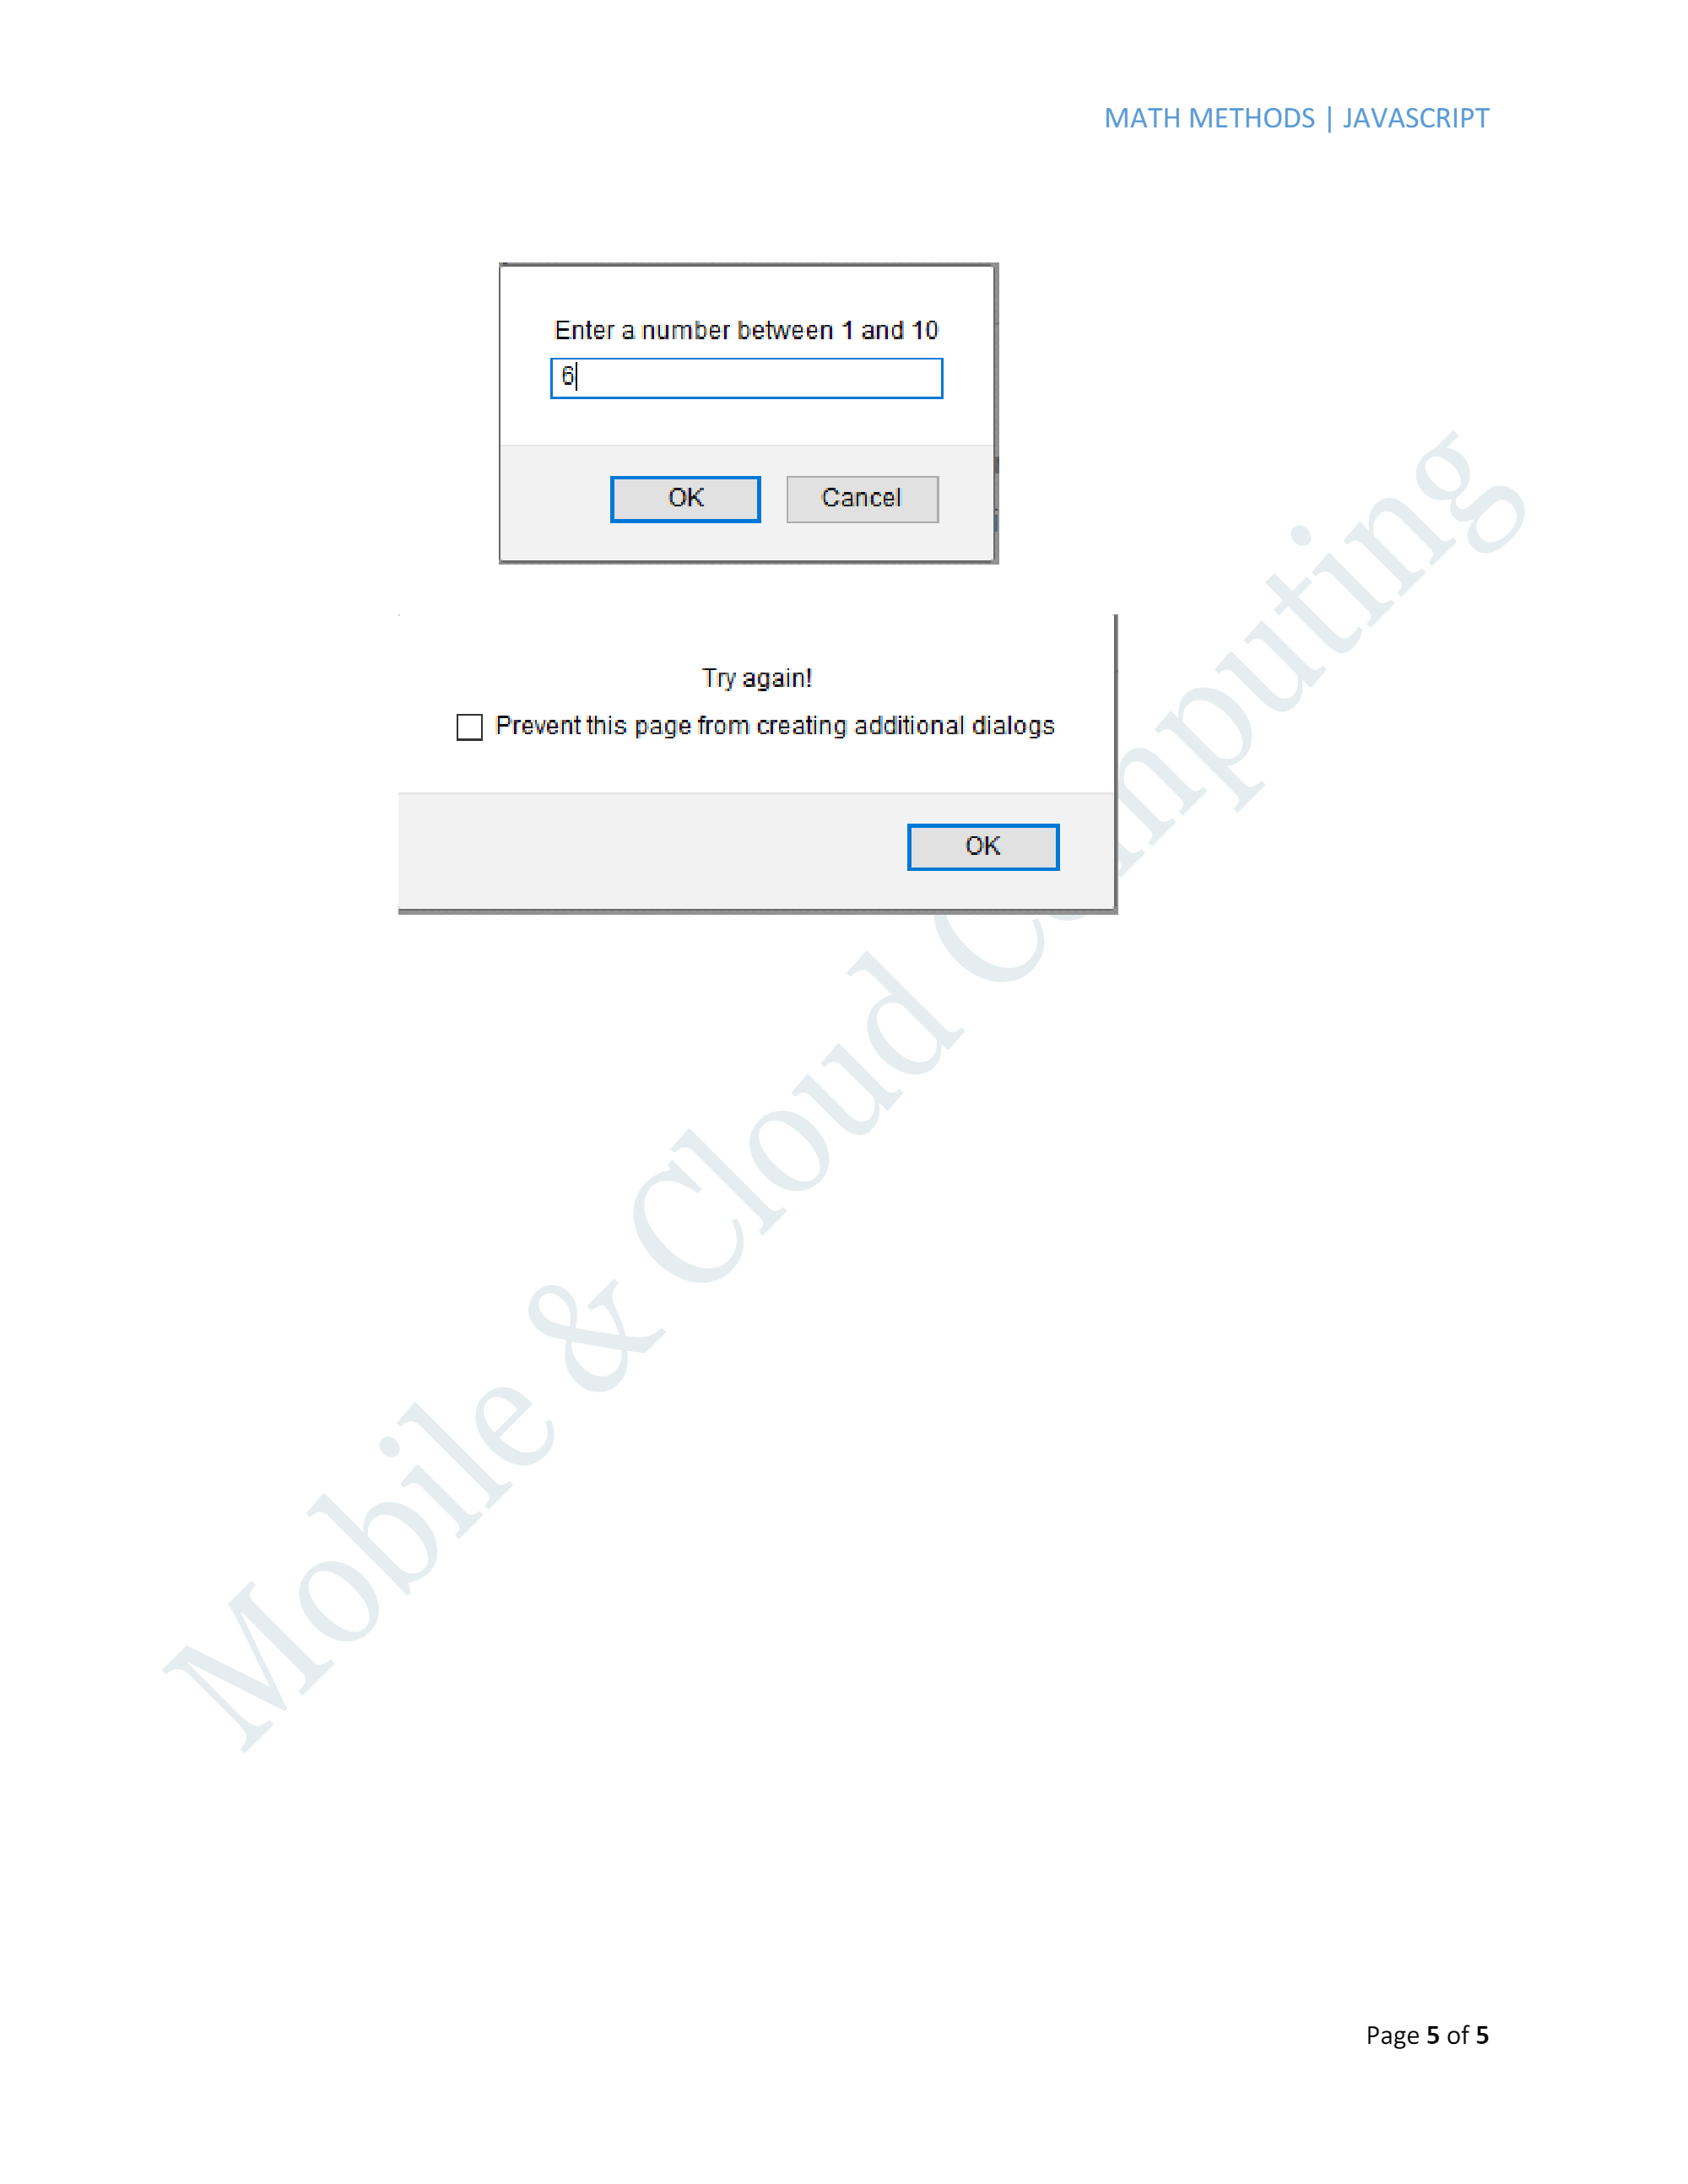 MATH METHODS | JAVASCRIPT
Enter a number between 1 and 10
6
OK Cancel
Try again!
Prevent this page from creating additional dialogs
OK
Mobile & Cloud Computing
Page 5 of 5